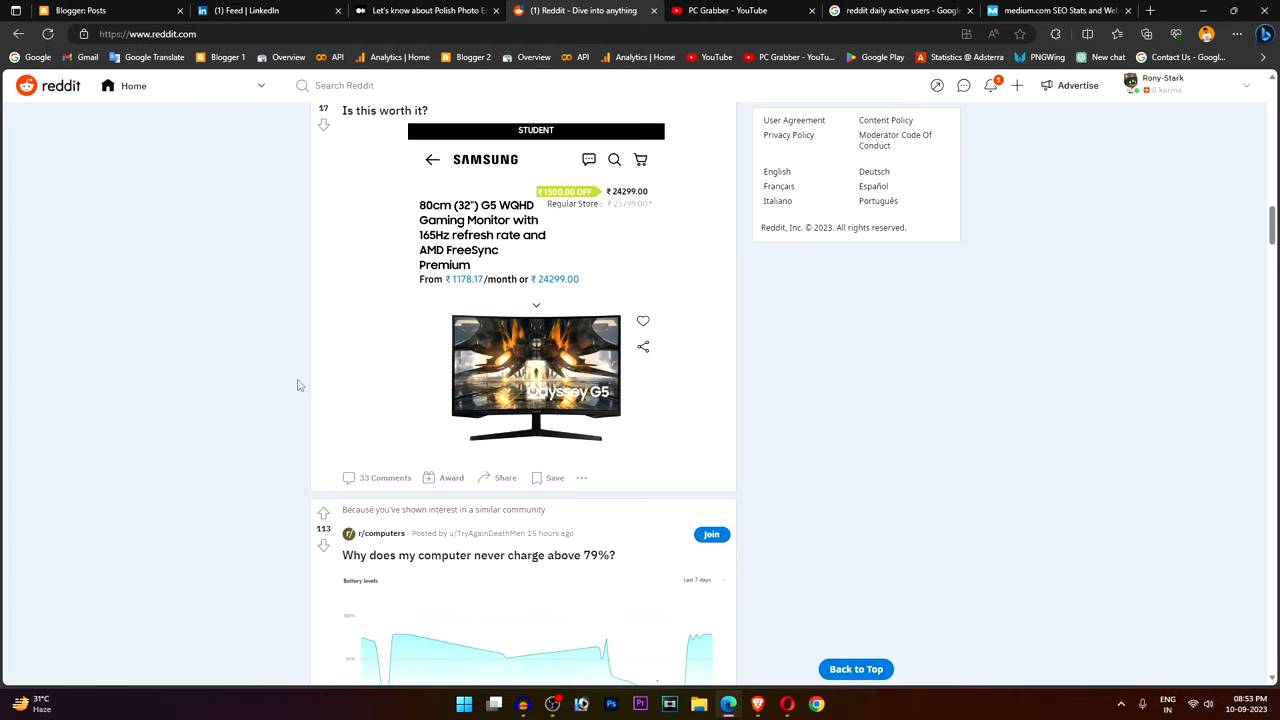 Blogger: Posts
(1) Feed | LinkedIn
Let's know about Polish Photo E
(1) Reddit - Dive into anything
PC Grabber - YouTube
reddit daily active users - Goo
medium.com SEO Stats and Wh
https://www.reddit.com
Google
Gmail
Google Translate
Blogger 1
Overview
API
Analytics | Home
Blogger 2
Overview
API
Analytics | Home
YouTube
PC Grabber - YouTu...
Google Play
Statistics @ Adsterra
PNGWing
Contact Us - Googl...
reddit
Home
Search Reddit
1
Advertise
Rony-Stark
8 karma
17
Is this worth it?
STUDENT
SAMSUNG
₹ 1500.00 OFF
₹ 24299.00
Regular Store : ₹ 25799.00*
80cm (32") G5 WQHD
Gaming Monitor with
165Hz refresh rate and
AMD FreeSync
Premium
From ₹ 1178.17/month or ₹ 24299.00
Odyssey G5
33 Comments
Award
Share
Save
User Agreement
Content Policy
Privacy Policy
Moderator Code Of
Conduct
English
Deutsch
Français
Español
Italiano
Português
Reddit, Inc. © 2023. All rights reserved.
Because you've shown interest in a similar community
113
r/computers · Posted by u/TryAgainDeathMen 15 hours ago
Join
Why does my computer never charge above 79%?
Battery levels
Last 7 days
100%
50%
Back to Top
31°C
Haze
ENG
IN
08:53 PM
10-09-2023